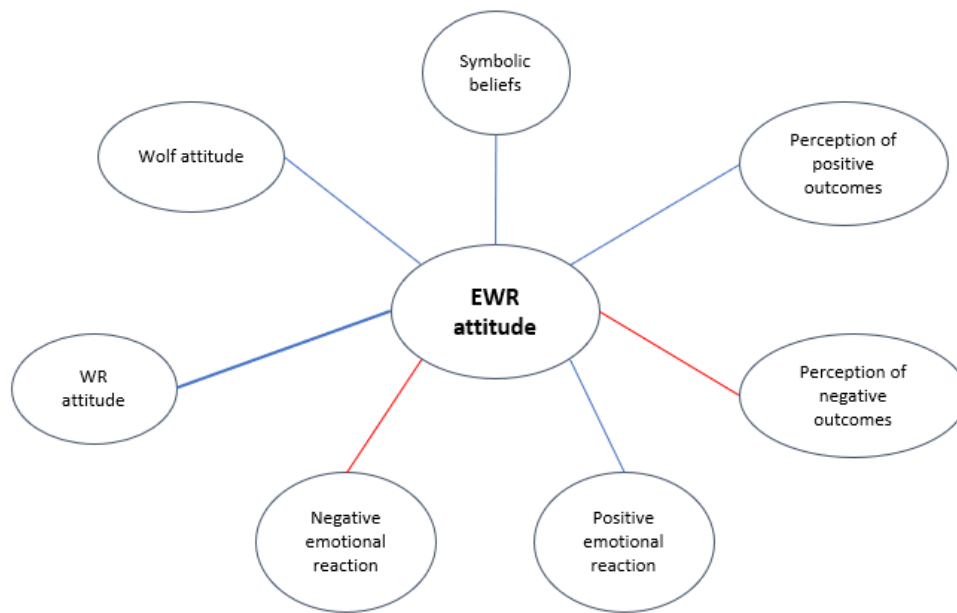 Symbolic
beliefs
Wolf attitude
Perception of
positive
outcomes
EWR
attitude
WR
attitude
Perception of
negative
outcomes
Negative
emotional
reaction
Positive
emotional
reaction